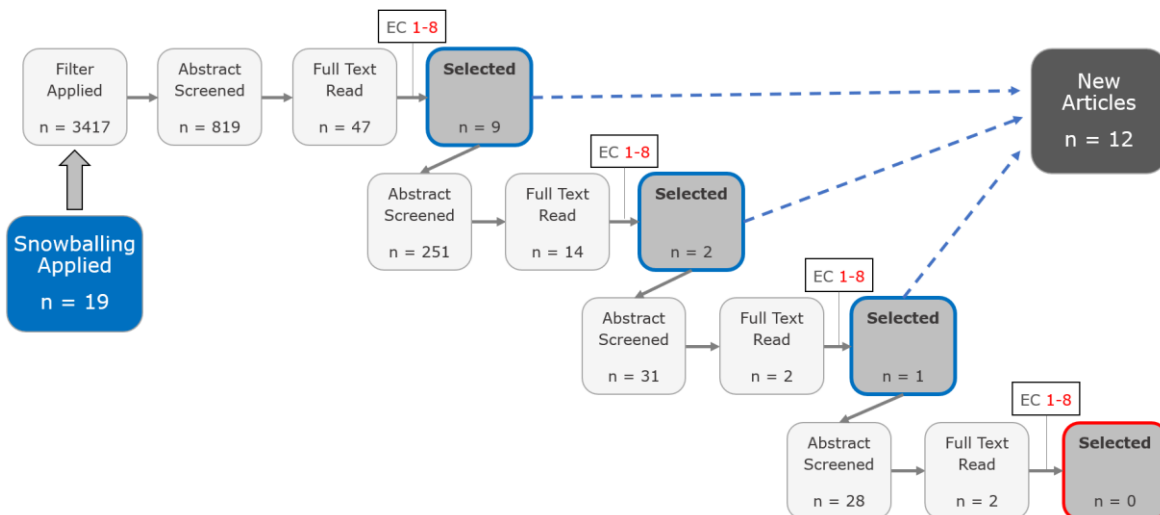 EC 1-8
Filter
Applied
n = 3417
Abstract
Screened
n = 819
Full Text
Read
n = 47
Selected
n = 9
New
Articles
n = 12
Snowballing
Applied
n = 19
EC 1-8
Abstract
Screened
n = 251
Full Text
Read
n = 14
Selected
n = 2
EC 1-8
Abstract
Screened
n = 31
Full Text
Read
n = 2
Selected
n = 1
EC 1-8
Abstract
Screened
n = 28
Full Text
Read
n = 2
Selected
n = 0